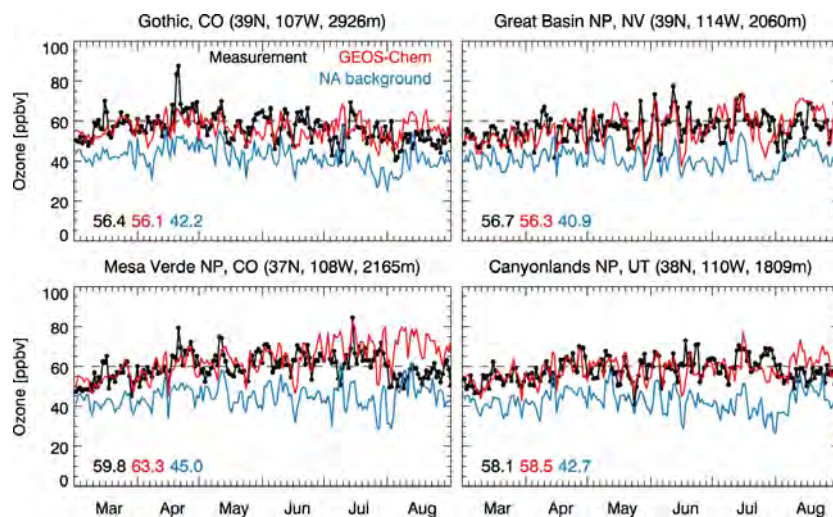 Gothic, CO (39N, 107W, 2926m)
Great Basin NP, NV (39N, 114W, 2060m)
Measurement GEOS-Chem
NA background
100
80
60
40
20
0
Ozone [ppbv]
56.4 56.1 42.2
56.7 56.3 40.9
Mesa Verde NP, CO (37N, 108W, 2165m)
Canyonlands NP, UT (38N, 110W, 1809m)
100
80
60
40
20
0
Ozone [ppbv]
59.8 63.3 45.0
58.1 58.5 42.7
Mar Apr May Jun Jul Aug
Mar Apr May Jun Jul Aug